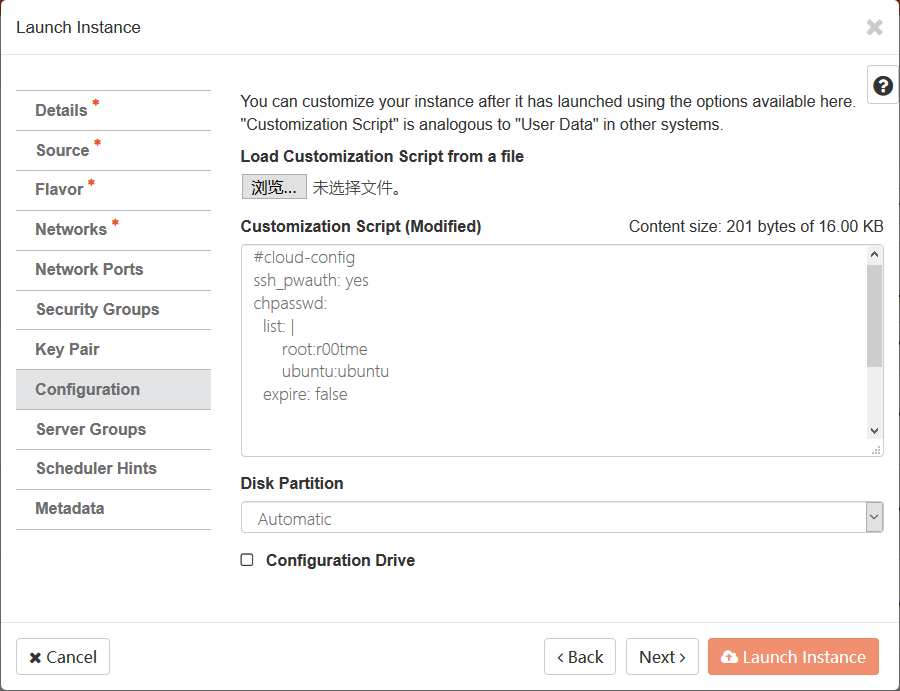 Launch Instance
Details *
Source *
Flavor *
Networks *
Network Ports
Security Groups
Key Pair
Configuration
Server Groups
Scheduler Hints
Metadata
You can customize your instance after it has launched using the options available here.
"Customization Script" is analogous to "User Data" in other systems.
Load Customization Script from a file
浏览... 未选择文件。
Customization Script (Modified) Content size: 201 bytes of 16.00 KB
#cloud-config
ssh_pwauth: yes
chpasswd:
list: |
root:r00tme
ubuntu:ubuntu
expire: false
Disk Partition
Automatic
Configuration Drive
Cancel
Back
Next
Launch Instance